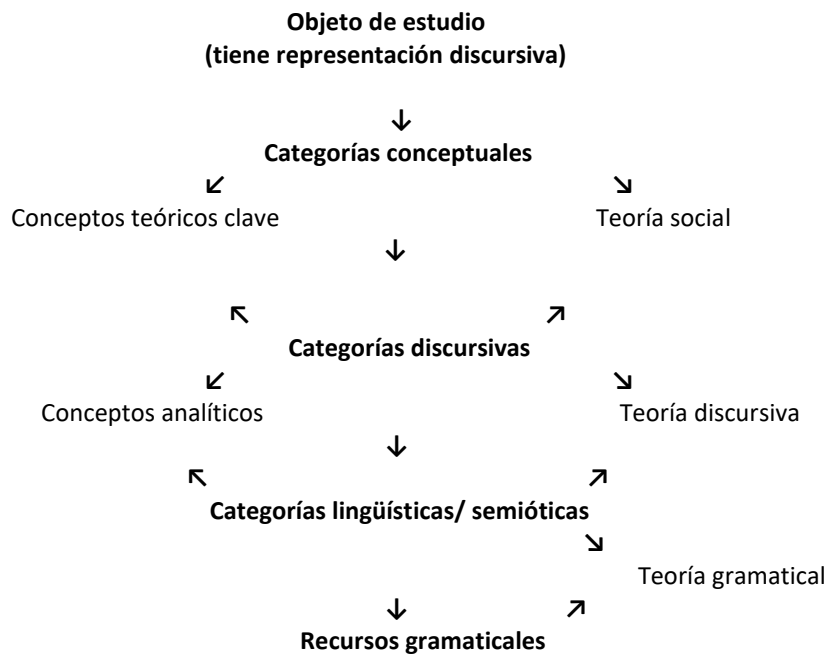 Objeto de estudio
(tiene representación discursiva)
↓
Categorías conceptuales
↙ ↘
Conceptos teóricos clave Teoría social
↓
↖ ↗
Categorías discursivas
↙ ↘
Conceptos analíticos Teoría discursiva
↓
↖ ↗
Categorías lingüísticas/ semióticas
↘
Teoría gramatical
↓ ↗
Recursos gramaticales